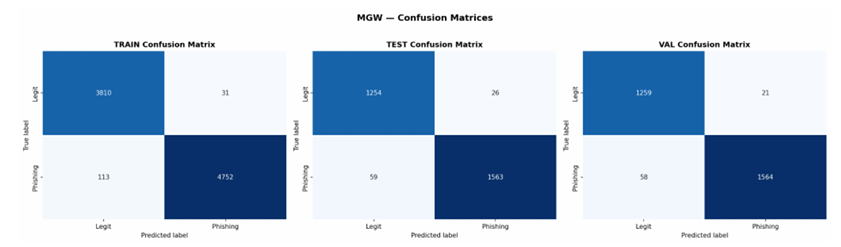 MGW — Confusion Matrices
TRAIN Confusion Matrix
Legit
3810
31
True label
Phishing
113
4752
Legit
Phishing
Predicted label
TEST Confusion Matrix
Legit
1254
26
True label
Phishing
59
1563
Legit
Phishing
Predicted label
VAL Confusion Matrix
Legit
1259
21
True label
Phishing
58
1564
Legit
Phishing
Predicted label